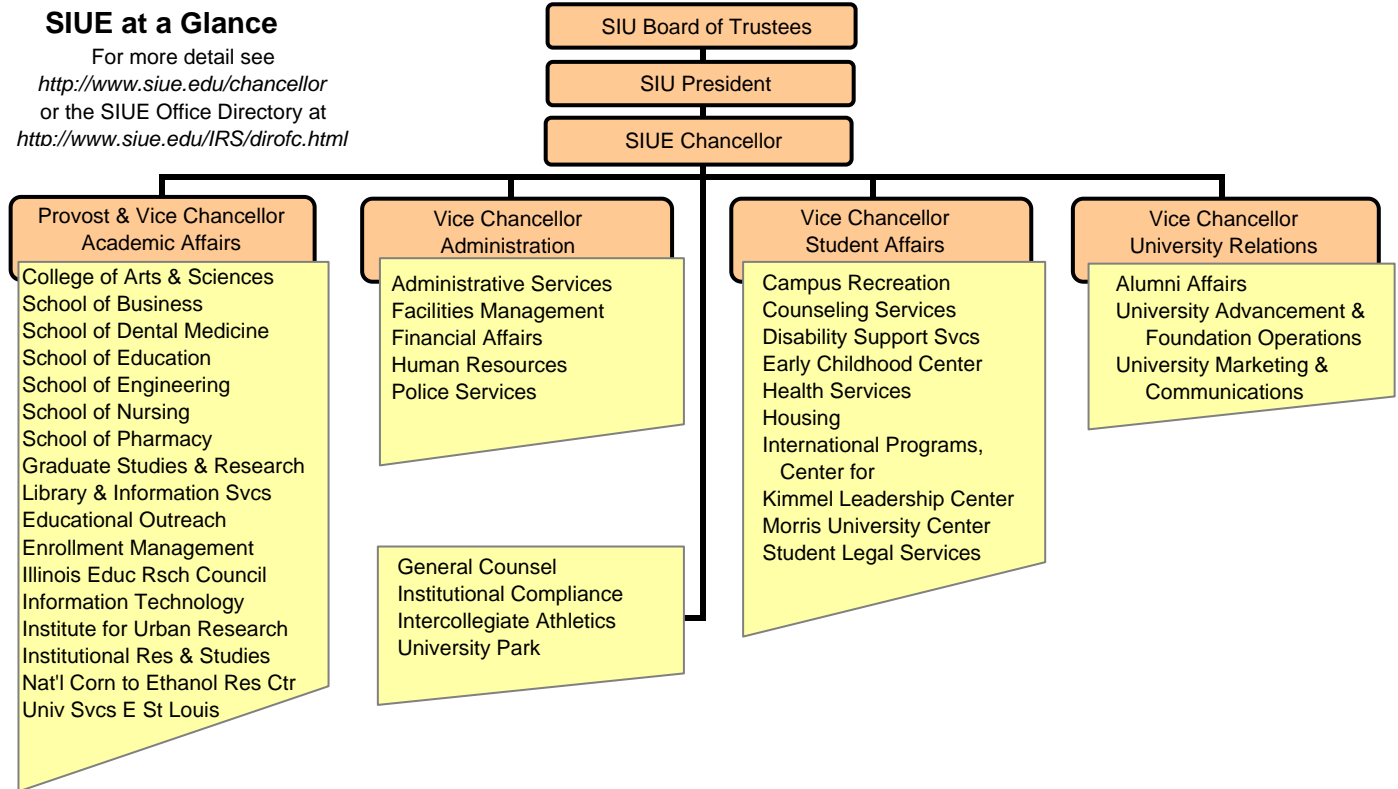 SIUE at a Glance
For more detail see
http://www.siue.edu/chancellor
or the SIUE Office Directory at
http://www.siue.edu/IRS/dirofc.html
SIU Board of Trustees
SIU President
SIUE Chancellor
Provost & Vice Chancellor
Academic Affairs
College of Arts & Sciences
School of Business
School of Dental Medicine
School of Education
School of Engineering
School of Nursing
School of Pharmacy
Graduate Studies & Research
Library & Information Svcs
Educational Outreach
Enrollment Management
Illinois Educ Rsch Council
Information Technology
Institute for Urban Research
Institutional Res & Studies
Nat'l Corn to Ethanol Res Ctr
Univ Svcs E St Louis
Vice Chancellor
Administration
Administrative Services
Facilities Management
Financial Affairs
Human Resources
Police Services
General Counsel
Institutional Compliance
Intercollegiate Athletics
University Park
Vice Chancellor
Student Affairs
Campus Recreation
Counseling Services
Disability Support Svcs
Early Childhood Center
Health Services
Housing
International Programs,
Center for
Kimmel Leadership Center
Morris University Center
Student Legal Services
Vice Chancellor
University Relations
Alumni Affairs
University Advancement &
Foundation Operations
University Marketing &
Communications